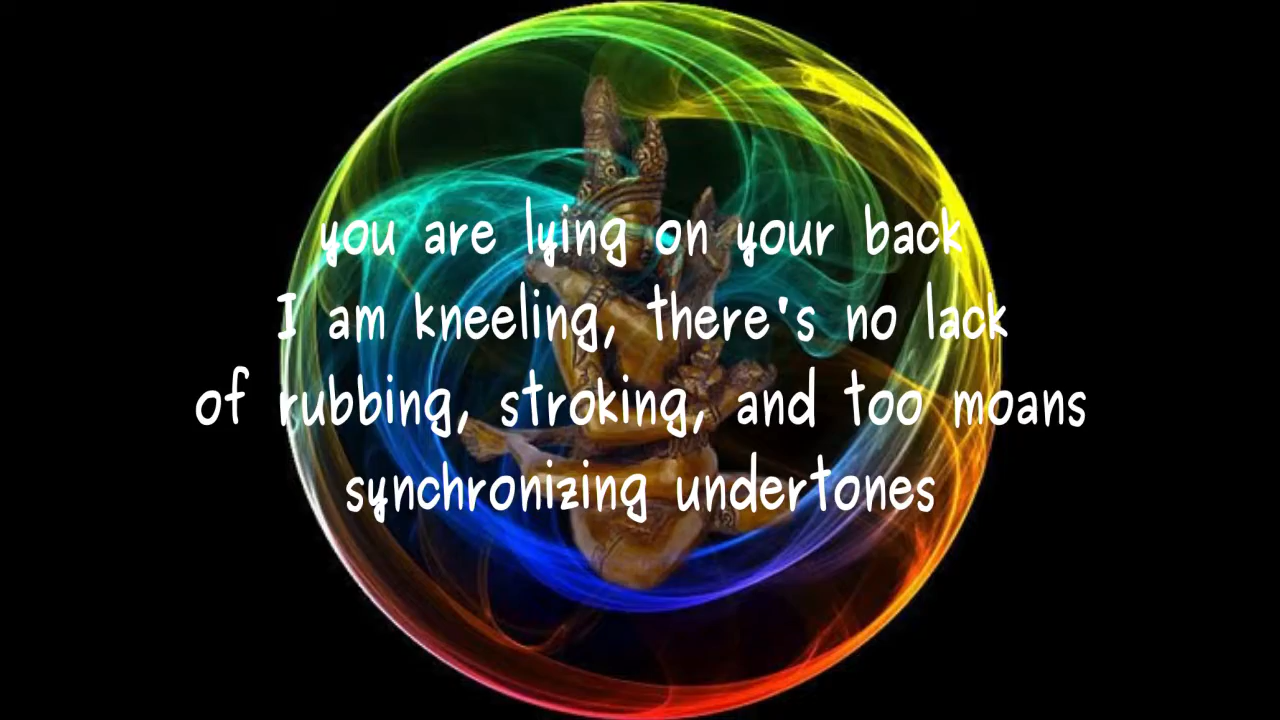 you are lying on your back
I am kneeling, there's no lack
of rubbing, stroking, and too moans
synchronizing undertones